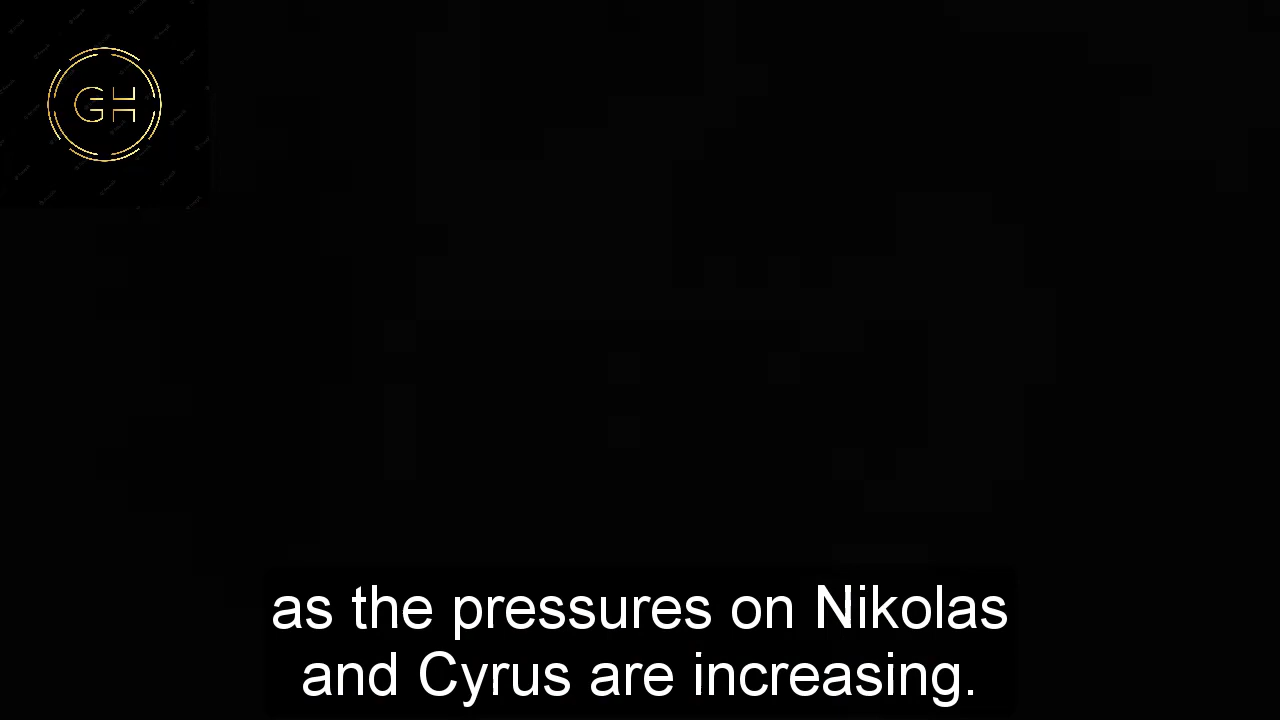 GH
as the pressures on Nikolas
and Cyrus are increasing.